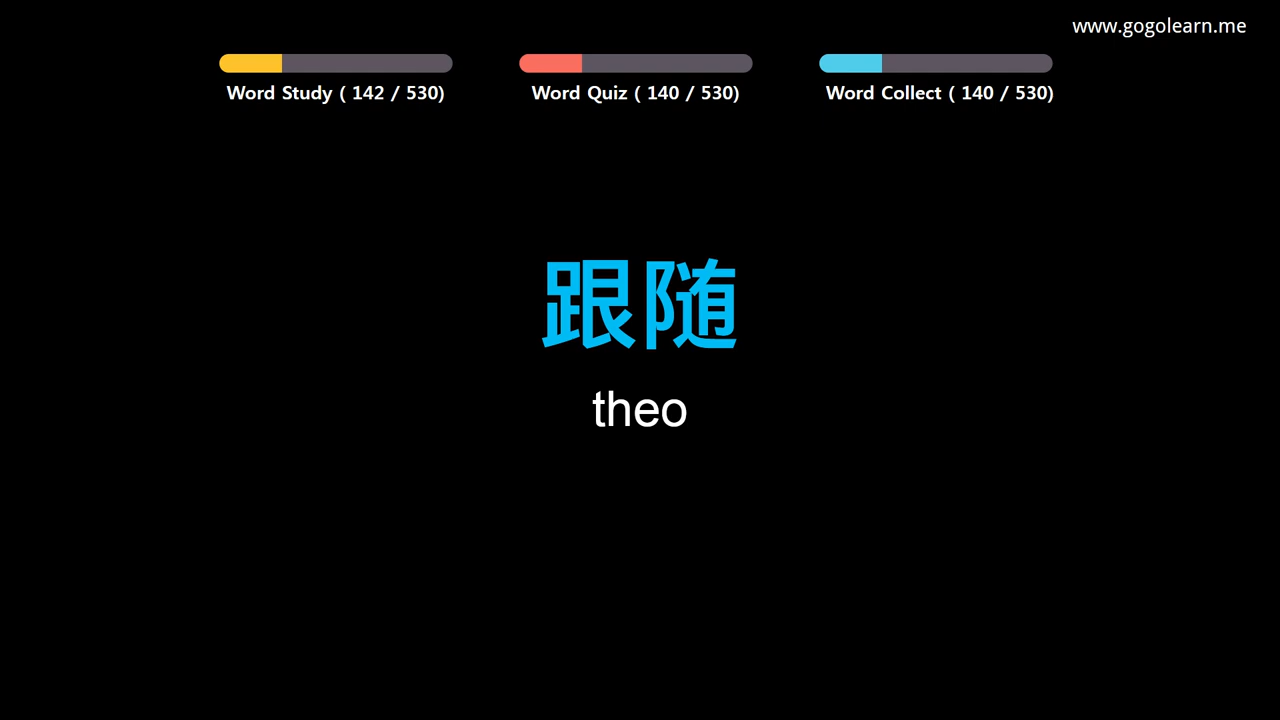 www.gogolearn.me
Word Study ( 142 / 530)
Word Quiz ( 140 / 530)
Word Collect ( 140 / 530)
跟随
theo